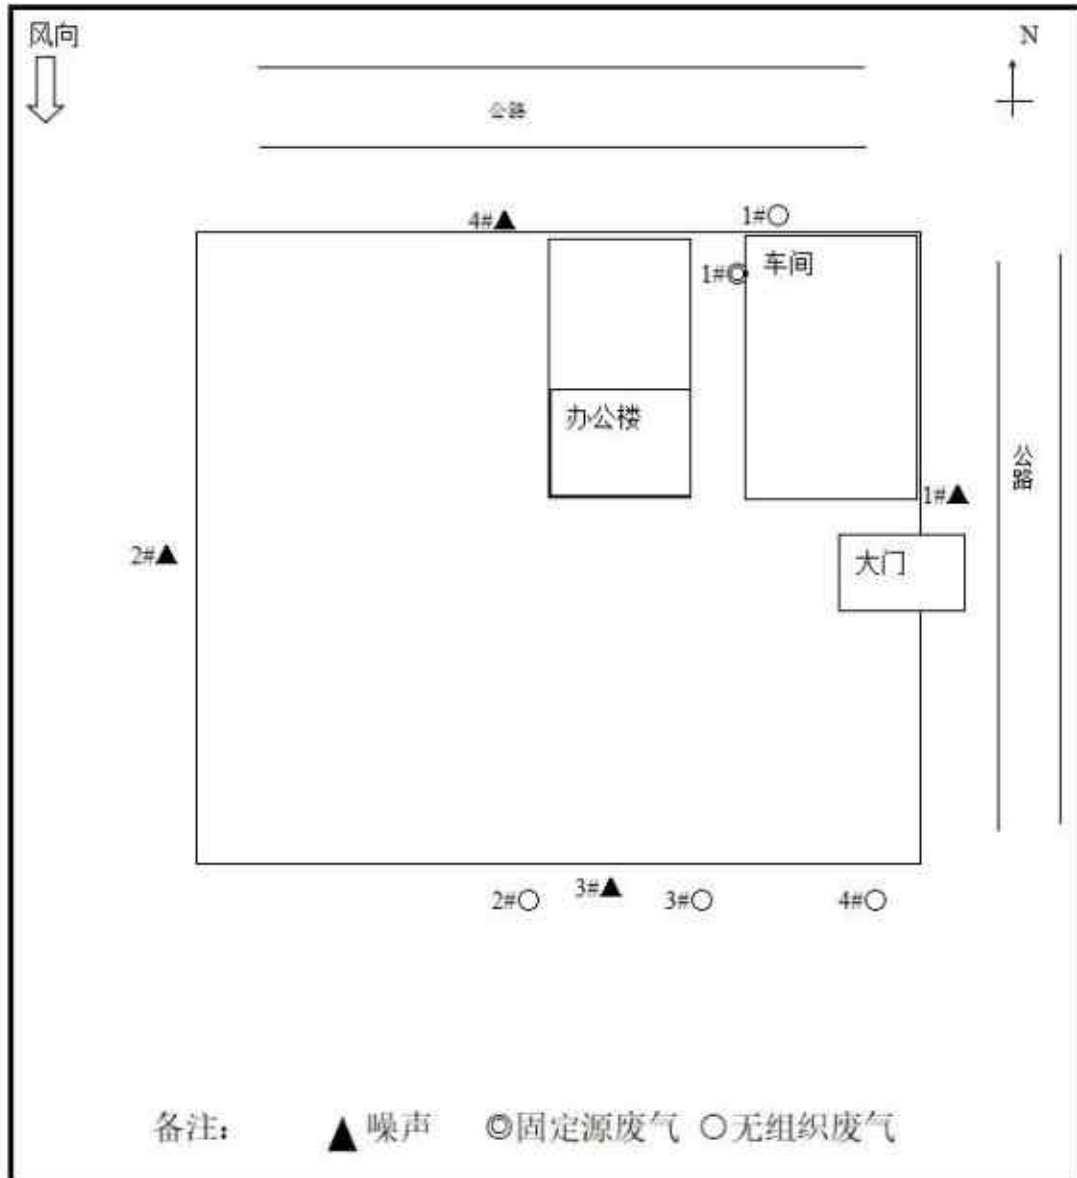 风向
N
公路
4#▲
1#○
1#◎
车间
办公楼
公路
1#▲
2#▲
大门
2#○
3#▲
3#○
4#○
备注: ▲噪声 ◎固定源废气 ○无组织废气